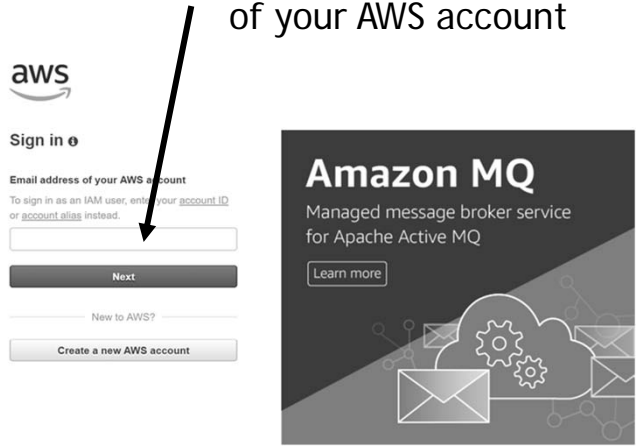 of your AWS account
aws
Sign in
Email address of your AWS account
To sign in as an IAM user, enter your account ID
or account alias instead.
Next
New to AWS?
Create a new AWS account
Amazon MQ
Managed message broker service
for Apache Active MQ
Learn more